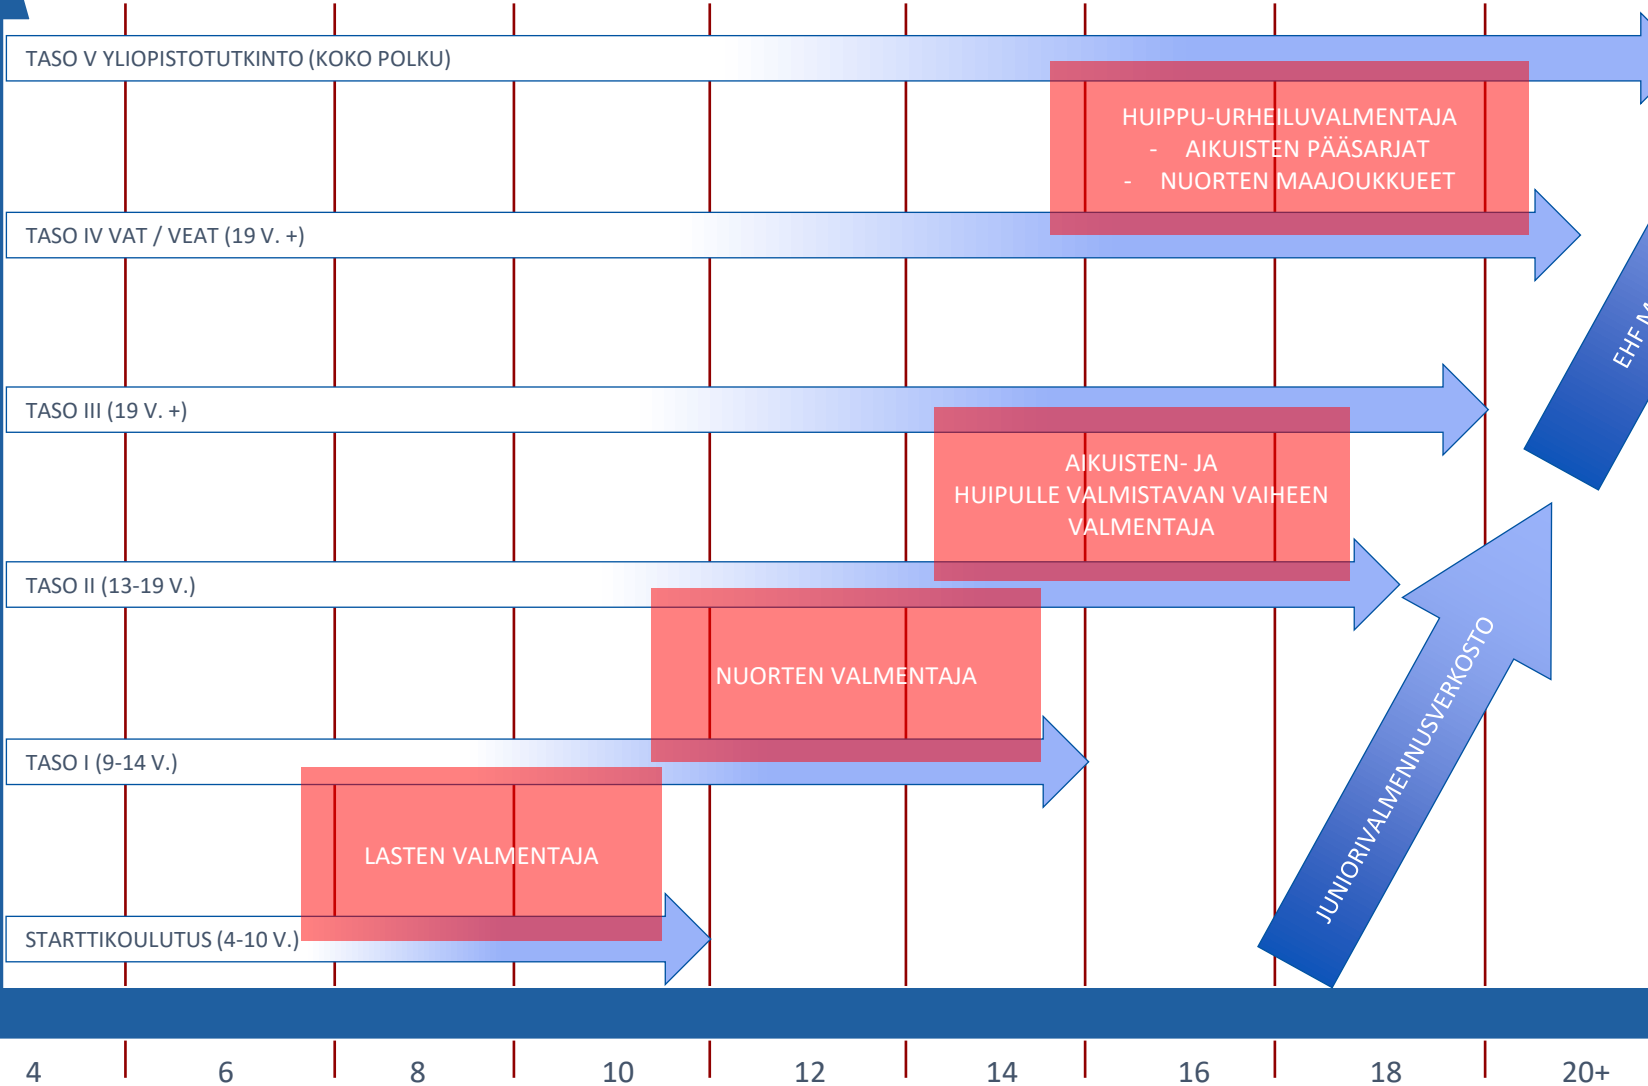 TASO V YLIOPISTOTUTKINTO (KOKO POLKU)
HUIPPU-URHEILUVALMENTAJA
- AIKUISTEN PÄÄSARJAT
- NUORTEN MAAJOUKKUEET
TASO IV VAT / VEAT (19 V. +)
EHF
TASO III (19 V. +)
AIKUISTEN- JA
HUIPULLE VALMISTAVAN VAIHEEN
VALMENTAJA
TASO II (13-19 V.)
JUNIORIVALMENNUSVERKOSTO
NUORTEN VALMENTAJA
TASO I (9-14 V.)
LASTEN VALMENTAJA
STARTTIKOULUTUS (4-10 V.)
4 6 8 10 12 14 16 18 20+